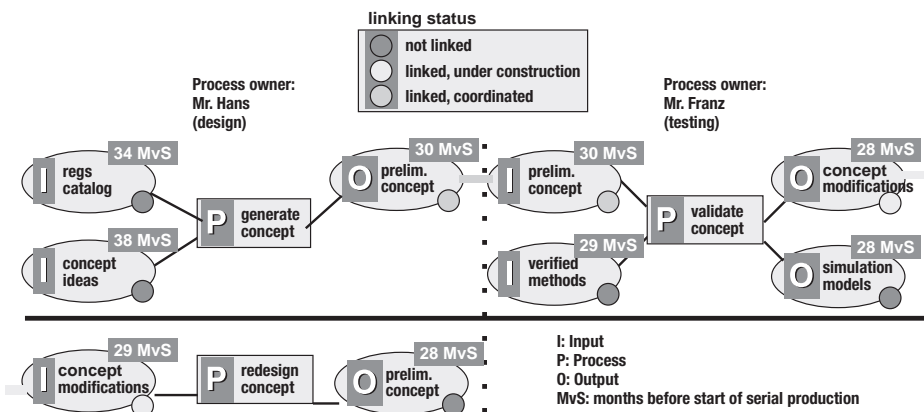 linking status
not linked
linked, under construction
linked, coordinated
Process owner:
Mr. Hans
(design)
Process owner:
Mr. Franz
(testing)
34 MvS
I
regs
catalog
38 MvS
I
concept
ideas
P
generate
concept
30 MvS
O
prelim.
concept
30 MvS
I
prelim.
concept
29 MvS
I
verified
methods
P
validate
concept
28 MvS
O
concept
modifications
28 MvS
O
simulation
models
29 MvS
I
concept
modifications
P
redesign
concept
28 MvS
O
prelim.
concept
I: Input
P: Process
O: Output
MvS: months before start of serial production